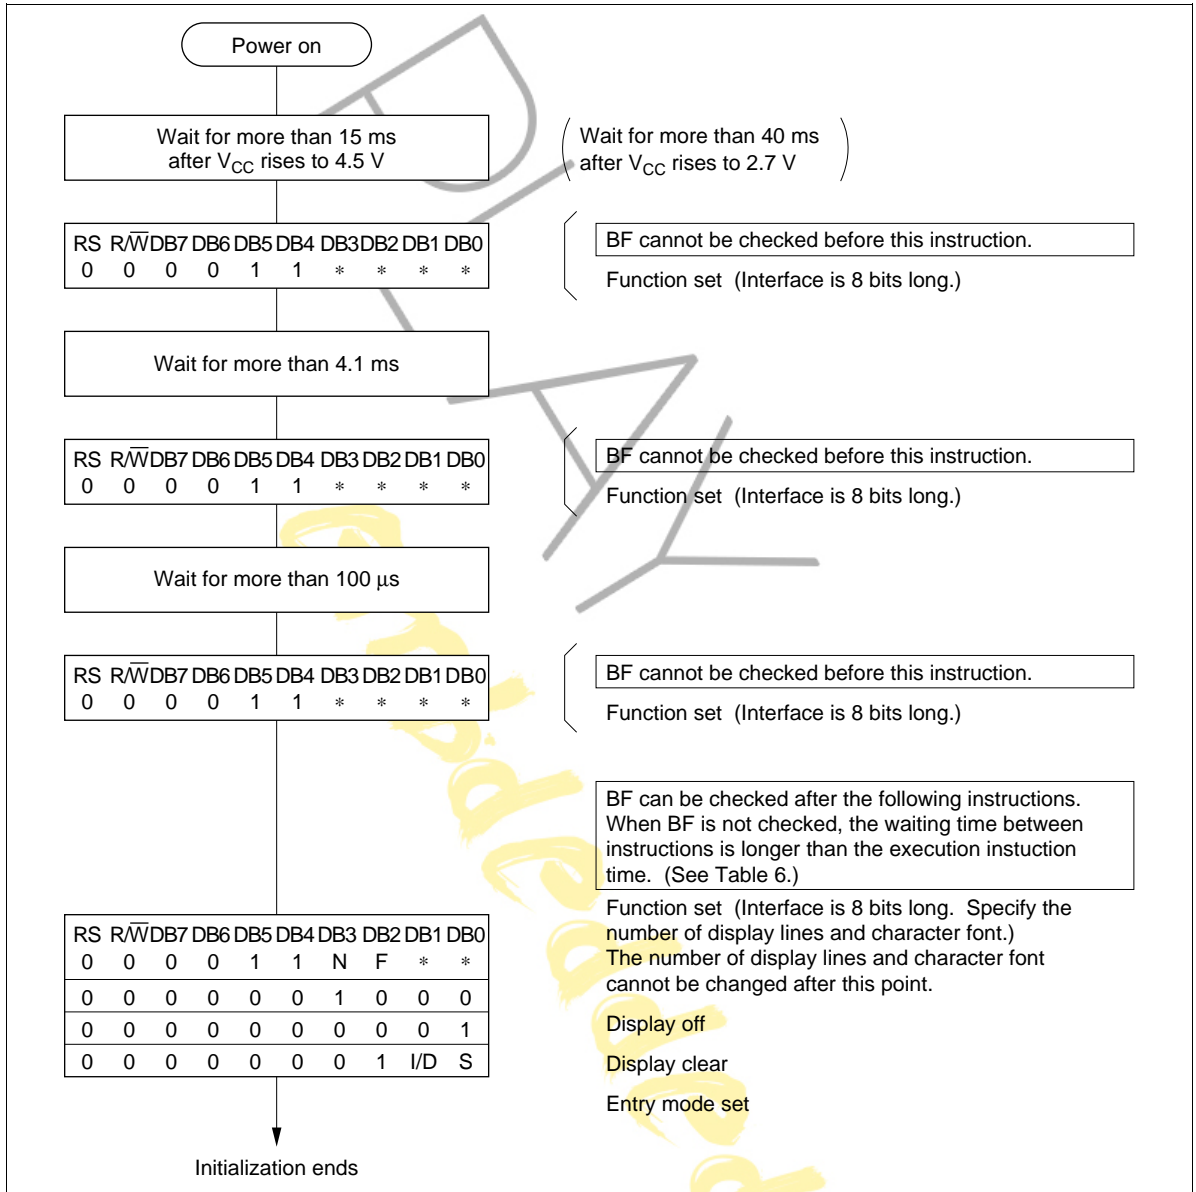 Power on
Wait for more than 15 ms
after VCC rises to 4.5 V
Wait for more than 40 ms
after VCC rises to 2.7 V
RS R/W̅ DB7 DB6 DB5 DB4 DB3 DB2 DB1 DB0
0 0 0 0 1 1 * * * *
BF cannot be checked before this instruction.
Function set (Interface is 8 bits long.)
Wait for more than 4.1 ms
RS R/W̅ DB7 DB6 DB5 DB4 DB3 DB2 DB1 DB0
0 0 0 0 1 1 * * * *
BF cannot be checked before this instruction.
Function set (Interface is 8 bits long.)
Wait for more than 100 µs
RS R/W̅ DB7 DB6 DB5 DB4 DB3 DB2 DB1 DB0
0 0 0 0 1 1 * * * *
BF cannot be checked before this instruction.
Function set (Interface is 8 bits long.)
BF can be checked after the following instructions.
When BF is not checked, the waiting time between
instructions is longer than the execution instuction
time. (See Table 6.)
RS R/W̅ DB7 DB6 DB5 DB4 DB3 DB2 DB1 DB0
0 0 0 0 1 1 N F * *
0 0 0 0 0 0 1 0 0 0
0 0 0 0 0 0 0 0 0 1
0 0 0 0 0 0 0 1 I/D S
Function set (Interface is 8 bits long. Specify the
number of display lines and character font.)
The number of display lines and character font
cannot be changed after this point.
Display off
Display clear
Entry mode set
Initialization ends